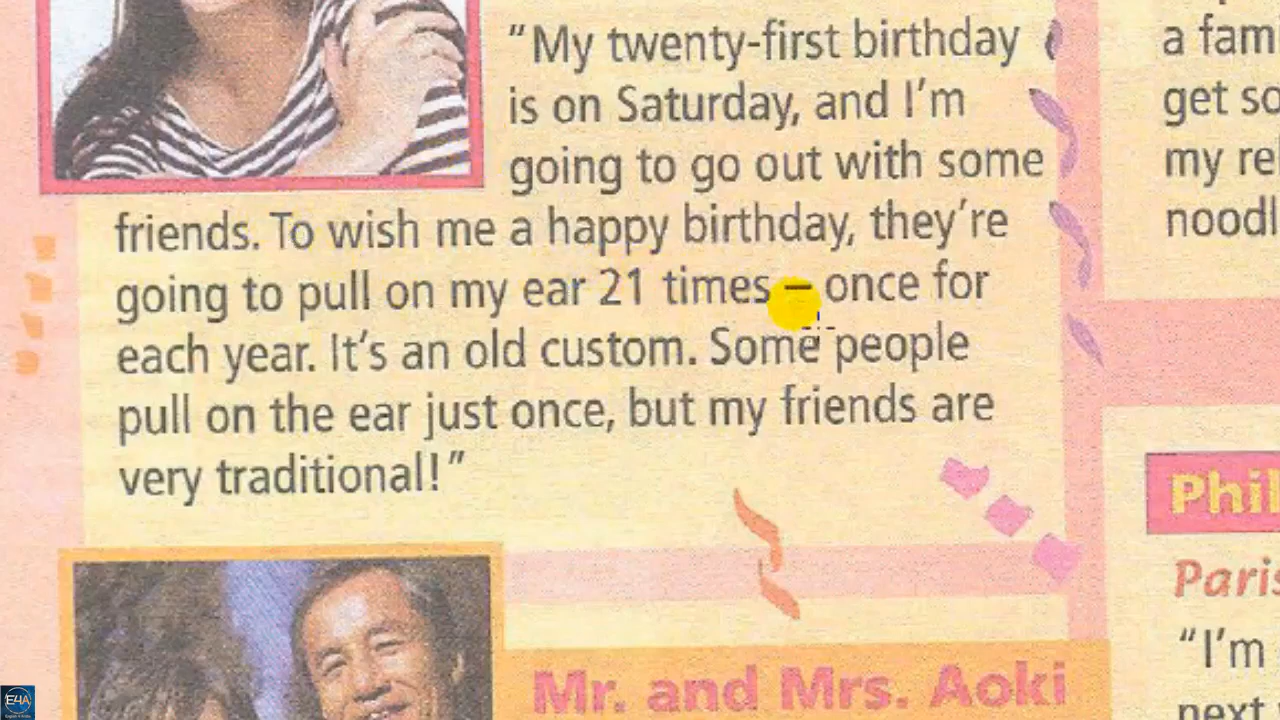 “My twenty-first birthday
is on Saturday, and I’m
going to go out with some
friends. To wish me a happy birthday, they’re
going to pull on my ear 21 times – once for
each year. It’s an old custom. Some people
pull on the ear just once, but my friends are
very traditional!”
Mr. and Mrs. Aoki
a fam
get so
my rel
noodl
Phil
Paris
“I’m
next
E4A